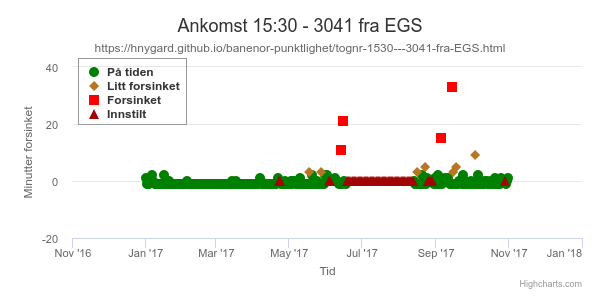 Ankomst 15:30 - 3041 fra EGS
https://hnygard.github.io/banenor-punktlighet/tognr-1530---3041-fra-EGS.html
På tiden
Litt forsinket
Forsinket
Innstilt
Minutter forsinket
40
20
0
-20
Nov '16 Jan '17 Mar '17 May '17 Jul '17 Sep '17 Nov '17 Jan '18
Tid
Highcharts.com